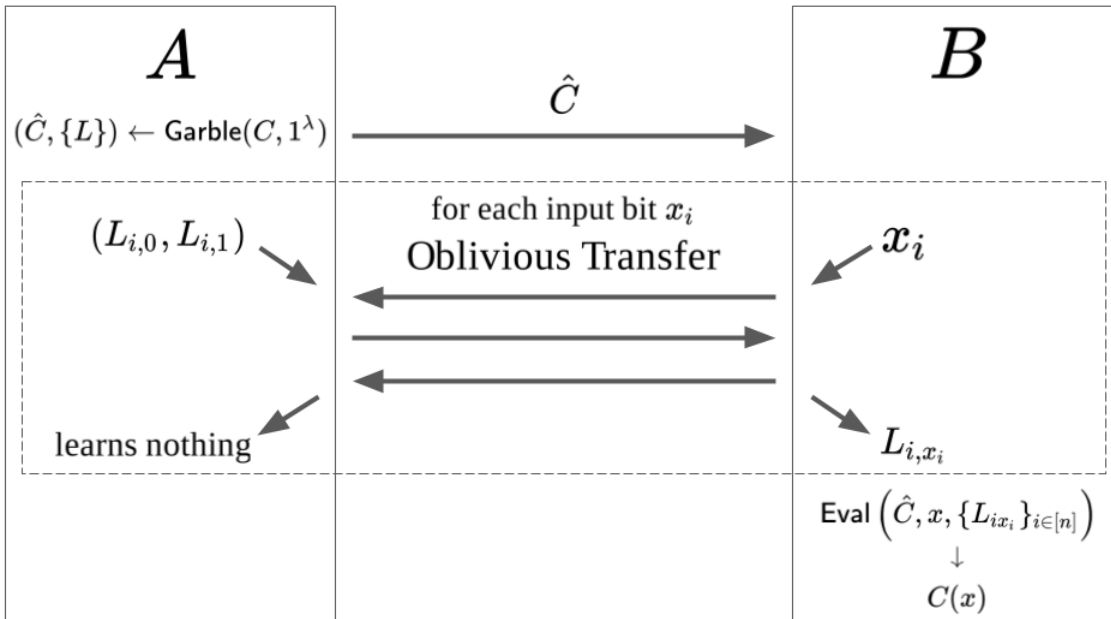 A
B
(Ĉ, {L}) ← Garble(C, 1^λ)
Ĉ
for each input bit x_i
(L_{i,0}, L_{i,1})
Oblivious Transfer
x_i
learns nothing
L_{i,x_i}
Eval (Ĉ, x, {L_{ix_i}}_{i∈[n]})
↓
C(x)